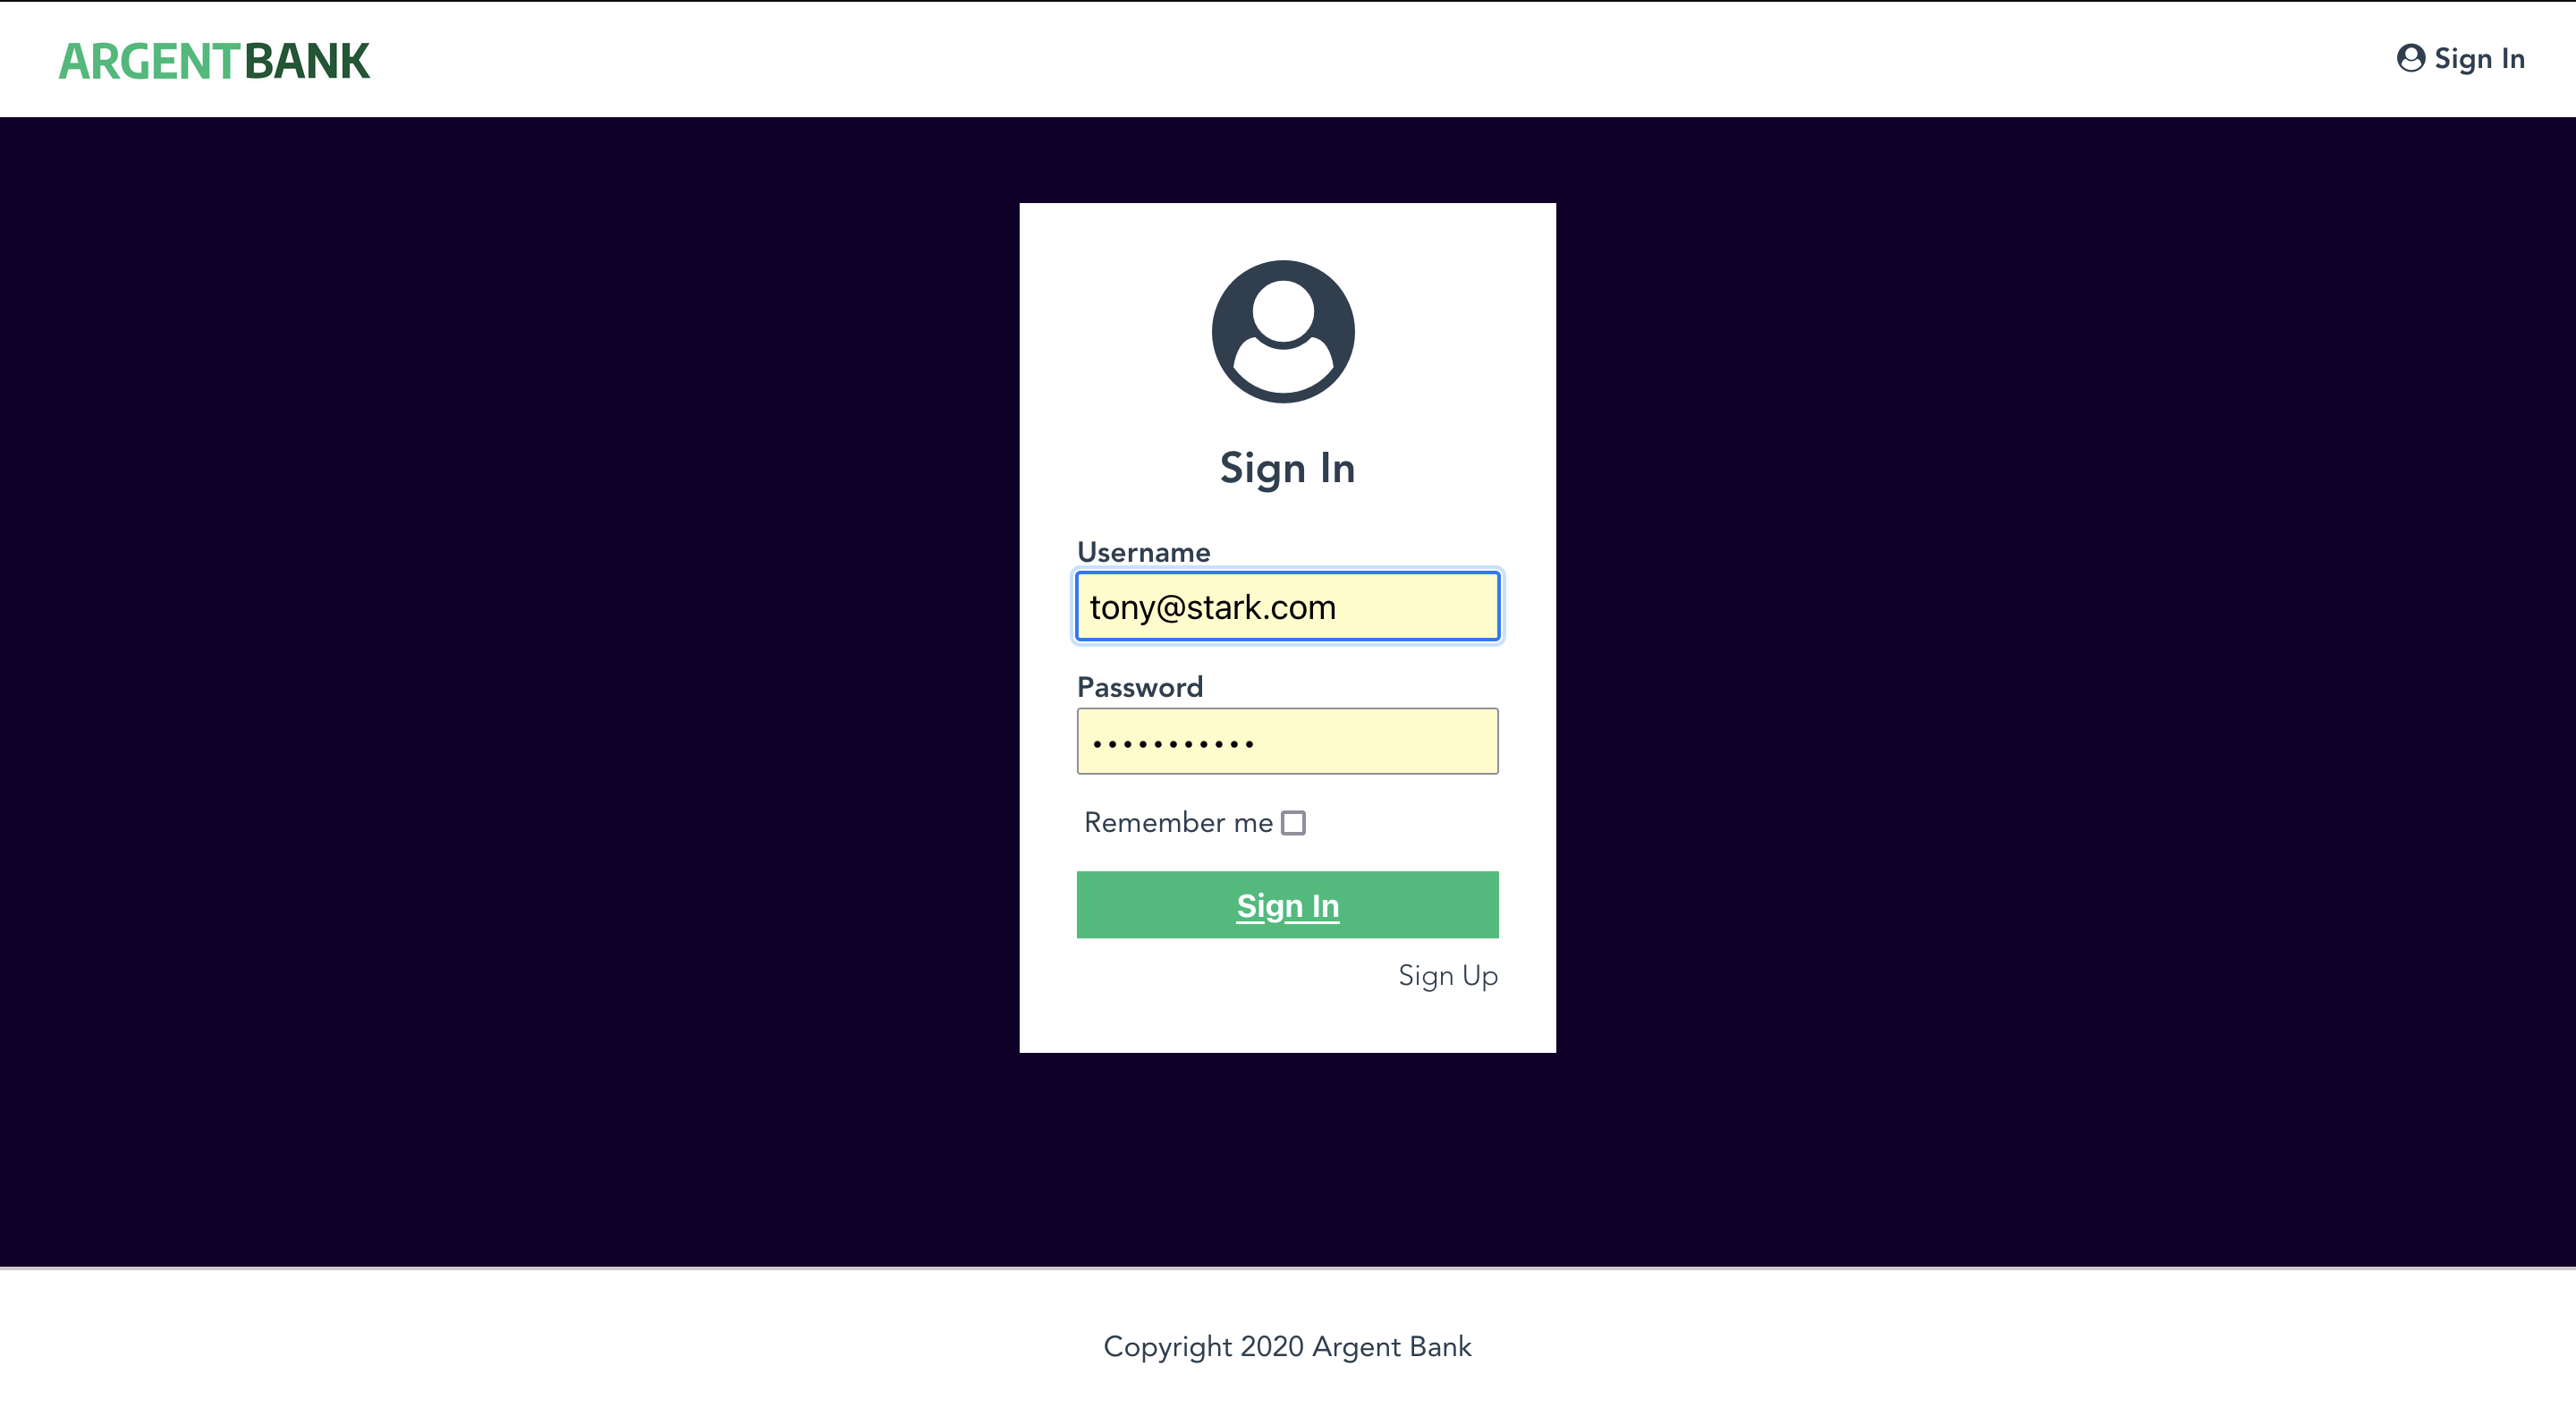 ARGENTBANK
Sign In
Sign In
Username
tony@stark.com
Password
•••••••••••
Remember me
Sign In
Sign Up
Copyright 2020 Argent Bank